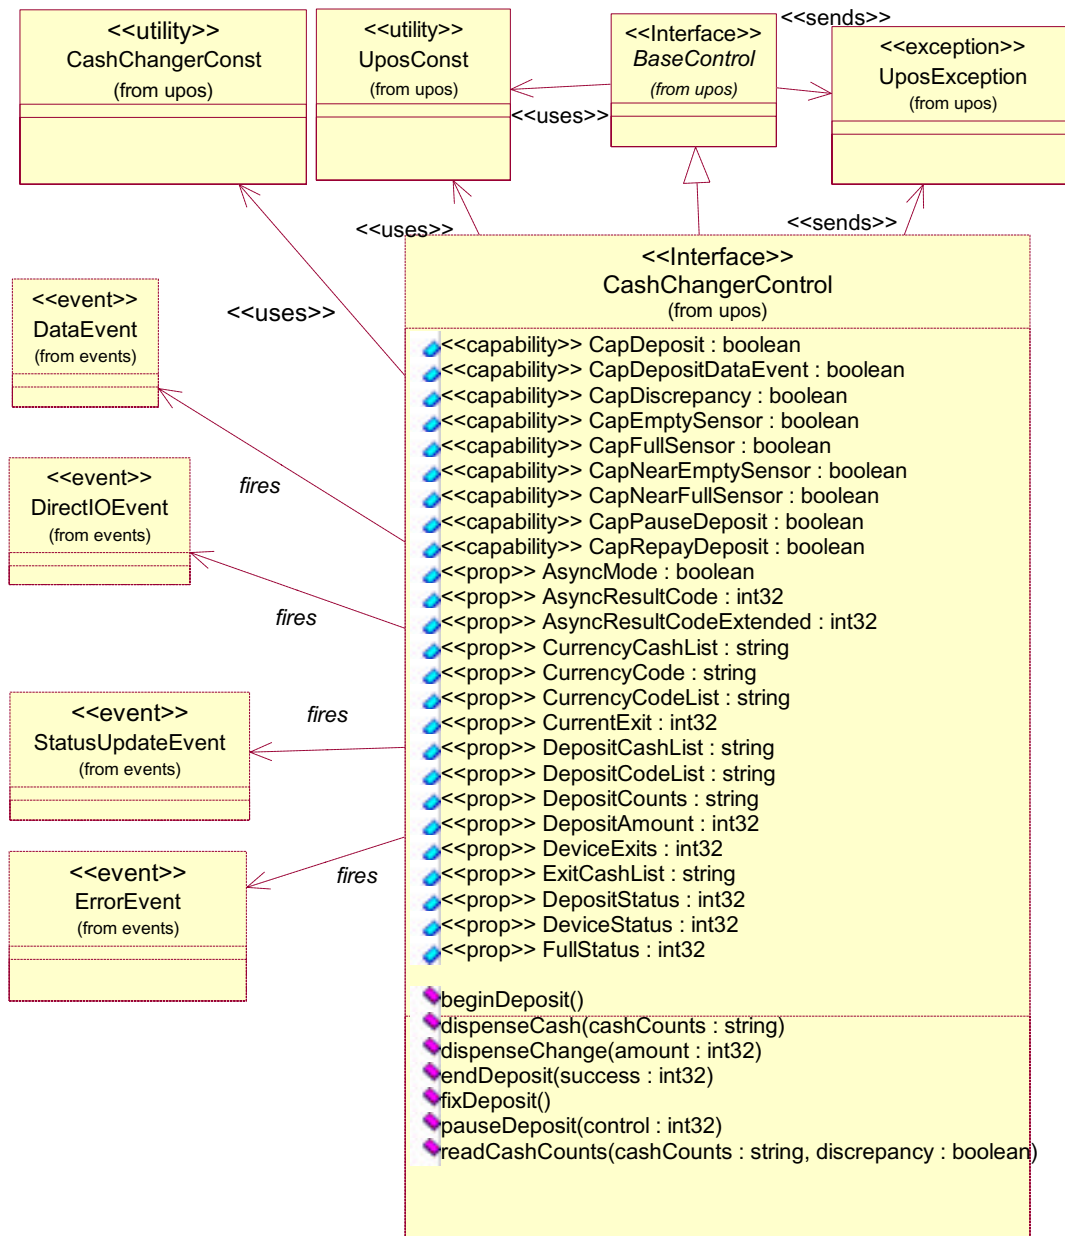 <<utility>>
CashChangerConst
(from upos)
<<utility>>
UposConst
(from upos)
<<Interface>>
BaseControl
(from upos)
<<sends>>
<<exception>>
UposException
(from upos)
<<uses>>
<<uses>>
<<sends>>
<<uses>>
<<event>>
DataEvent
(from events)
fires
<<event>>
DirectIOEvent
(from events)
fires
<<event>>
StatusUpdateEvent
(from events)
fires
<<event>>
ErrorEvent
(from events)
fires
<<Interface>>
CashChangerControl
(from upos)
<<capability>> CapDeposit : boolean
<<capability>> CapDepositDataEvent : boolean
<<capability>> CapDiscrepancy : boolean
<<capability>> CapEmptySensor : boolean
<<capability>> CapFullSensor : boolean
<<capability>> CapNearEmptySensor : boolean
<<capability>> CapNearFullSensor : boolean
<<capability>> CapPauseDeposit : boolean
<<capability>> CapRepayDeposit : boolean
<<prop>> AsyncMode : boolean
<<prop>> AsyncResultCode : int32
<<prop>> AsyncResultCodeExtended : int32
<<prop>> CurrencyCashList : string
<<prop>> CurrencyCode : string
<<prop>> CurrencyCodeList : string
<<prop>> CurrentExit : int32
<<prop>> DepositCashList : string
<<prop>> DepositCodeList : string
<<prop>> DepositCounts : string
<<prop>> DepositAmount : int32
<<prop>> DeviceExits : int32
<<prop>> ExitCashList : string
<<prop>> DepositStatus : int32
<<prop>> DeviceStatus : int32
<<prop>> FullStatus : int32
beginDeposit()
dispenseCash(cashCounts : string)
dispenseChange(amount : int32)
endDeposit(success : int32)
fixDeposit()
pauseDeposit(control : int32)
readCashCounts(cashCounts : string, discrepancy : boolean)